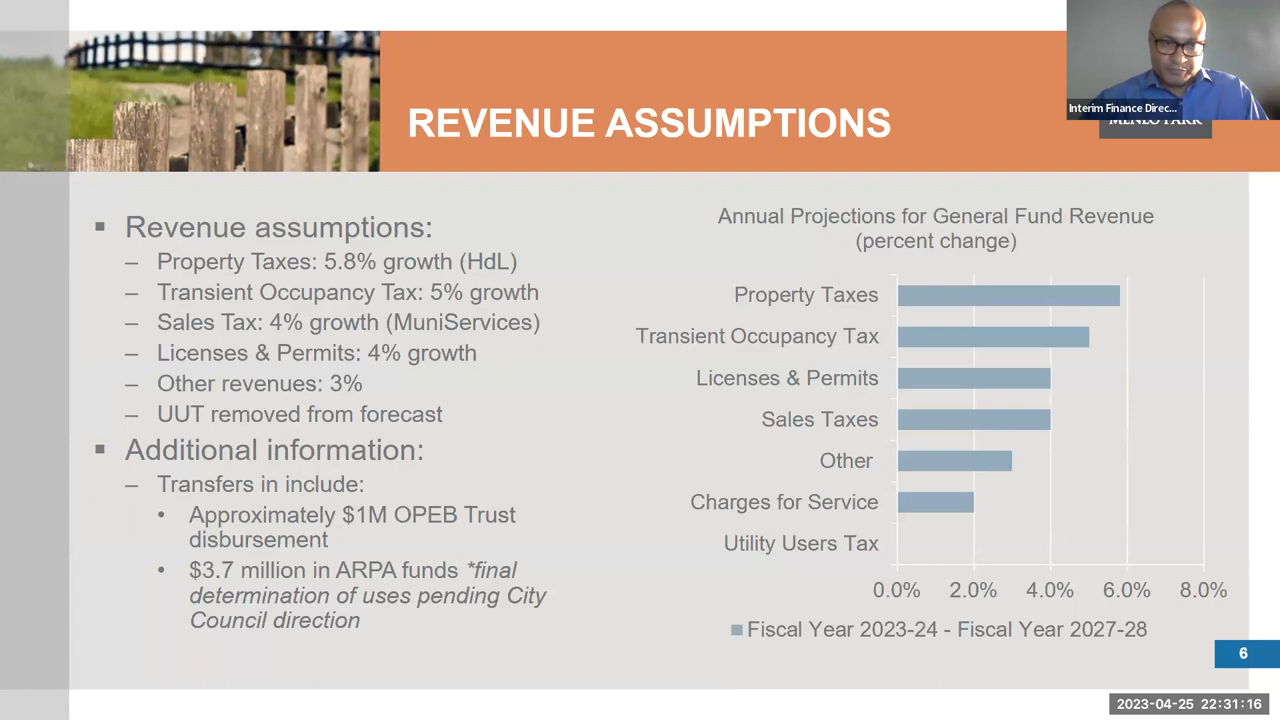 Interim Finance Direc...
MENLO PARK
REVENUE ASSUMPTIONS
▪ Revenue assumptions:
– Property Taxes: 5.8% growth (HdL)
– Transient Occupancy Tax: 5% growth
– Sales Tax: 4% growth (MuniServices)
– Licenses & Permits: 4% growth
– Other revenues: 3%
– UUT removed from forecast
▪ Additional information:
– Transfers in include:
• Approximately $1M OPEB Trust
disbursement
• $3.7 million in ARPA funds *final
determination of uses pending City
Council direction
Annual Projections for General Fund Revenue
(percent change)
Property Taxes
Transient Occupancy Tax
Licenses & Permits
Sales Taxes
Other
Charges for Service
Utility Users Tax
0.0% 2.0% 4.0% 6.0% 8.0%
Fiscal Year 2023-24 - Fiscal Year 2027-28
6
2023-04-25 22:31:16